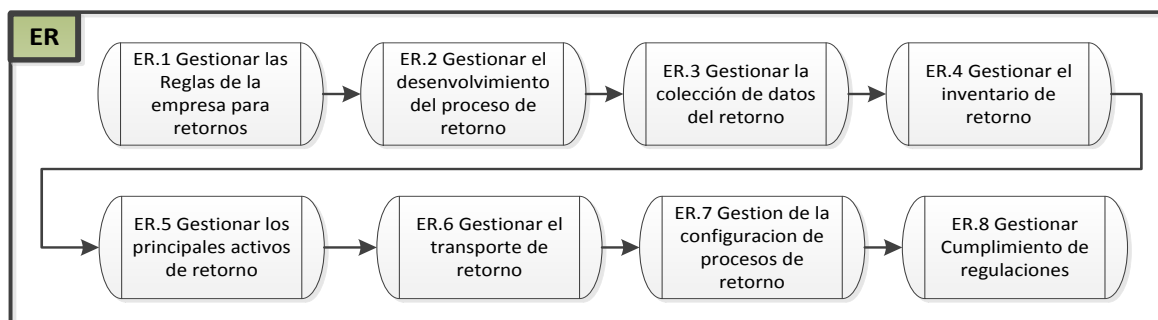 ER
ER.1 Gestionar las
Reglas de la
empresa para
retornos
ER.2 Gestionar el
desenvolvimiento
del proceso de
retorno
ER.3 Gestionar la
colección de datos
del retorno
ER.4 Gestionar el
inventario de
retorno
ER.5 Gestionar los
principales activos
de retorno
ER.6 Gestionar el
transporte de
retorno
ER.7 Gestion de la
configuracion de
procesos de
retorno
ER.8 Gestionar
Cumplimiento de
regulaciones